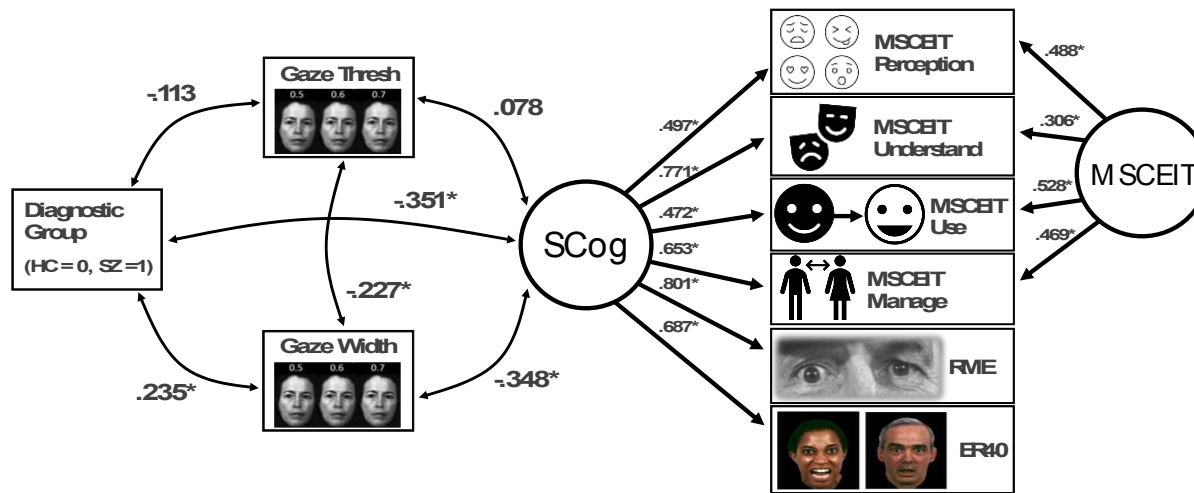 Gaze Thresh
0.5 0.6 0.7
-.113
.078
Diagnostic
Group
(HC = 0, SZ =1)
-.351*
-.227*
Gaze Width
0.5 0.6 0.7
.235*
-.348*
SCog
.497*
.771*
.472*
.653*
.801*
.687*
MSCEIT
Perception
MSCEIT
Understand
MSCEIT
Use
MSCEIT
Manage
RME
ER40
.488*
.306*
.528*
.469*
MSCEIT